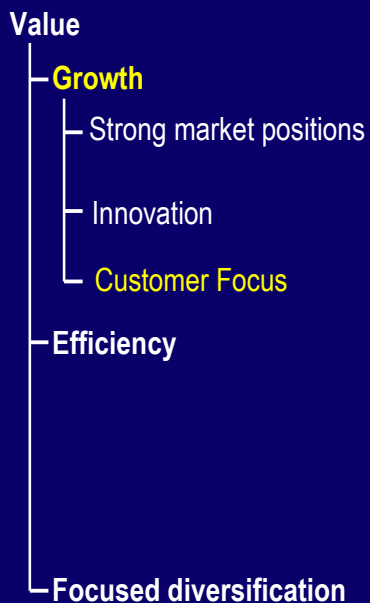 Value
Growth
Strong market positions
Innovation
Customer Focus
Efficiency
Focused diversification